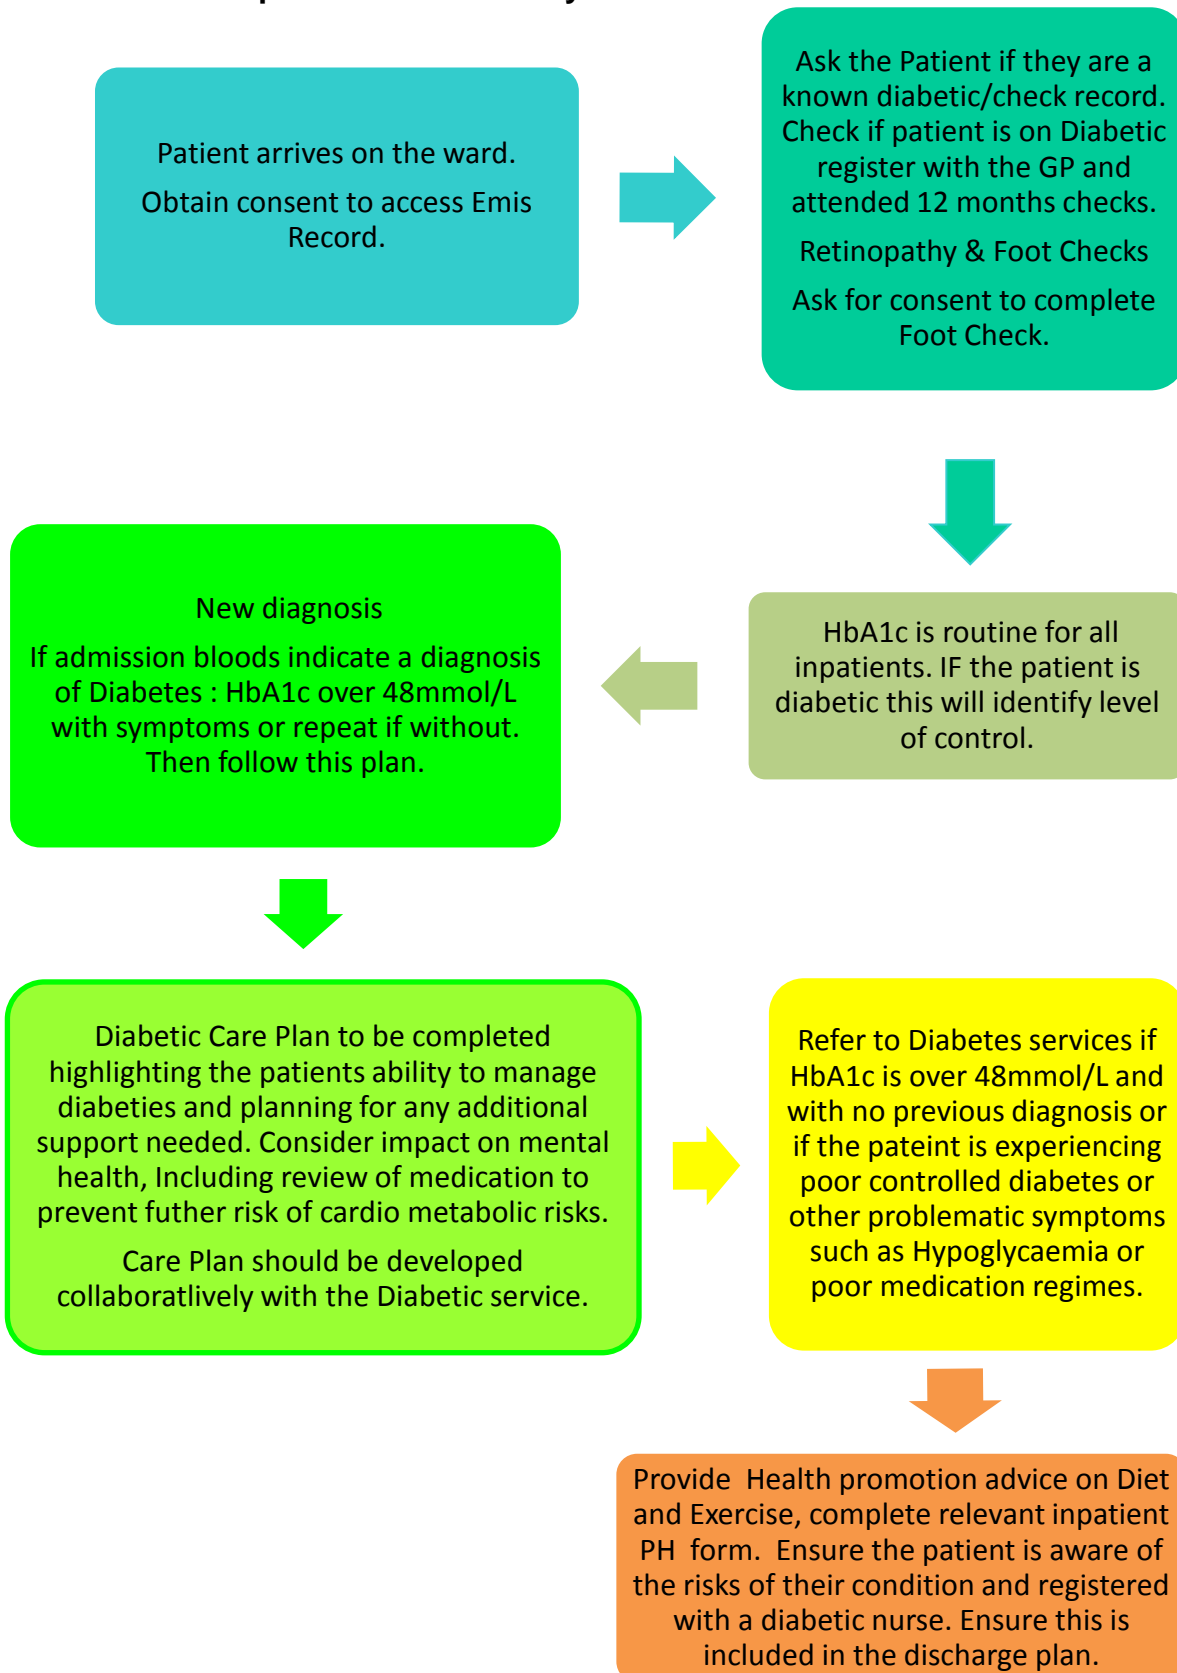 Patient arrives on the ward.
Obtain consent to access Emis
Record.
Ask the Patient if they are a
known diabetic/check record.
Check if patient is on Diabetic
register with the GP and
attended 12 months checks.
Retinopathy & Foot Checks
Ask for consent to complete
Foot Check.
HbA1c is routine for all
inpatients. IF the patient is
diabetic this will identify level
of control.
New diagnosis
If admission bloods indicate a diagnosis
of Diabetes : HbA1c over 48mmol/L
with symptoms or repeat if without.
Then follow this plan.
Diabetic Care Plan to be completed
highlighting the patients ability to manage
diabeties and planning for any additional
support needed. Consider impact on mental
health, Including review of medication to
prevent futher risk of cardio metabolic risks.
Care Plan should be developed
collaboratlively with the Diabetic service.
Refer to Diabetes services if
HbA1c is over 48mmol/L and
with no previous diagnosis or
if the pateint is experiencing
poor controlled diabetes or
other problematic symptoms
such as Hypoglycaemia or
poor medication regimes.
Provide  Health promotion advice on Diet
and Exercise, complete relevant inpatient
PH  form.  Ensure the patient is aware of
the risks of their condition and registered
with a diabetic nurse. Ensure this is
included in the discharge plan.